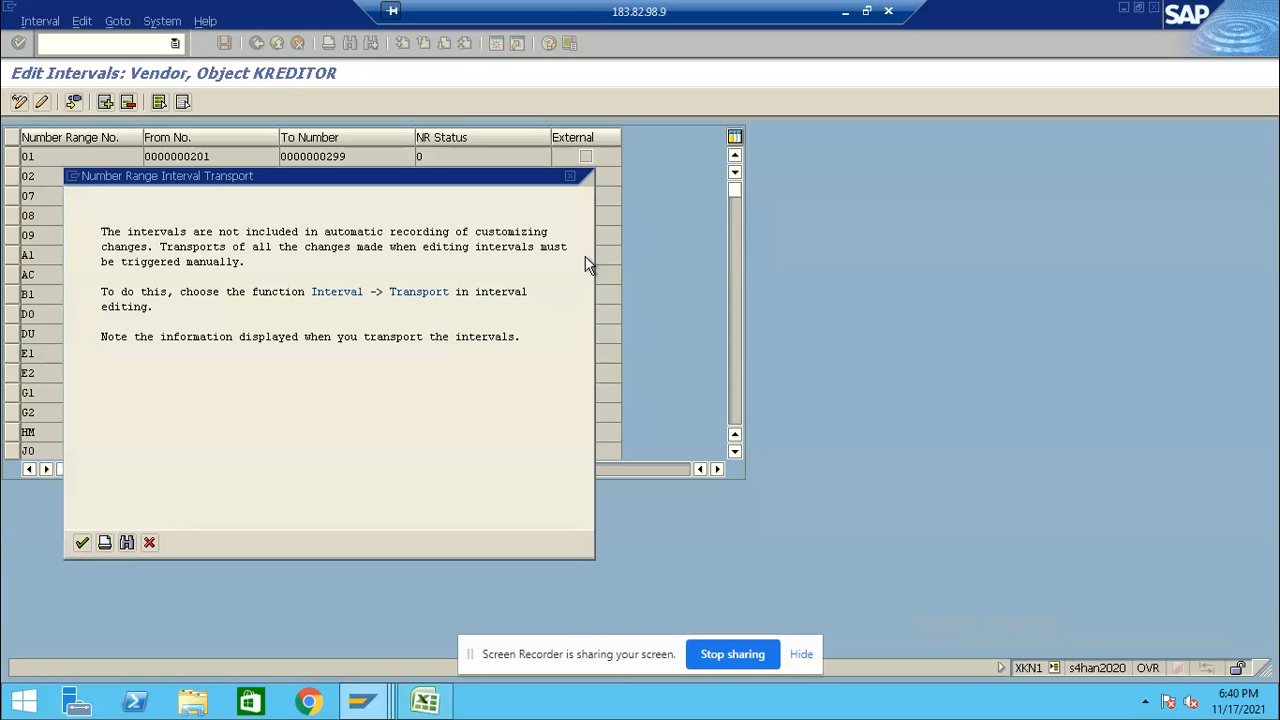 183.82.98.9
Interval Edit Goto System Help
SAP
Edit Intervals: Vendor, Object KREDITOR
Number Range No. From No. To Number NR Status External
01 0000000201 0000000299 0
02
07
08
09
A1
AC
B1
D0
DU
E1
E2
G1
G2
HM
J0
Number Range Interval Transport
The intervals are not included in automatic recording of customizing
changes. Transports of all the changes made when editing intervals must
be triggered manually.
To do this, choose the function Interval -> Transport in interval
editing.
Note the information displayed when you transport the intervals.
Screen Recorder is sharing your screen. Stop sharing Hide
XKN1 s4han2020 OVR
6:40 PM
11/17/2021